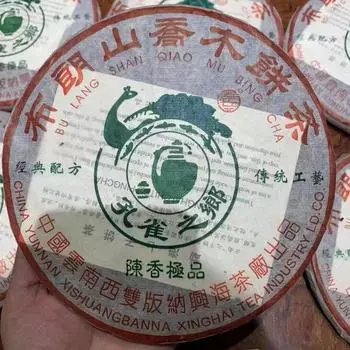 布朗山喬木餅茶
BU LANG SHAN QIAO MU BING CHA
經典配方
傳統工藝
孔雀之鄉
陳香極品
中國雲南西雙版納興海茶廠出品
CHINA YUNNAN XISHUANGBANNA XINGHAI TEA INDUSTRY LD.CO